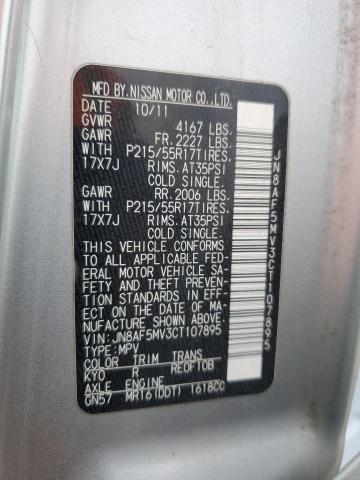 MFD BY.NISSAN MOTOR CO.,LTD.
DATE 10/11
GVWR 4167 LBS.
GAWR FR. 2227 LBS.
WITH P215/55R17TIRES.
17X7J RIMS.AT35PSI
COLD SINGLE.
GAWR RR. 2006 LBS.
WITH P215/55R17TIRES.
17X7J RIMS.AT35PSI
COLD SINGLE.
THIS VEHICLE CONFORMS
TO ALL APPLICABLE FED-
ERAL MOTOR VEHICLE SA-
FETY AND THEFT PREVEN-
TION STANDARDS IN EFF-
ECT ON THE DATE OF MA-
NUFACTURE SHOWN ABOVE.
VIN:JN8AF5MV3CT107895
TYPE:MPV
COLOR TRIM TRANS
KY0 R RE0F10B
AXLE ENGINE
GN57 MR16(DDT) 1618CC
JN8AF5MV3CT107895